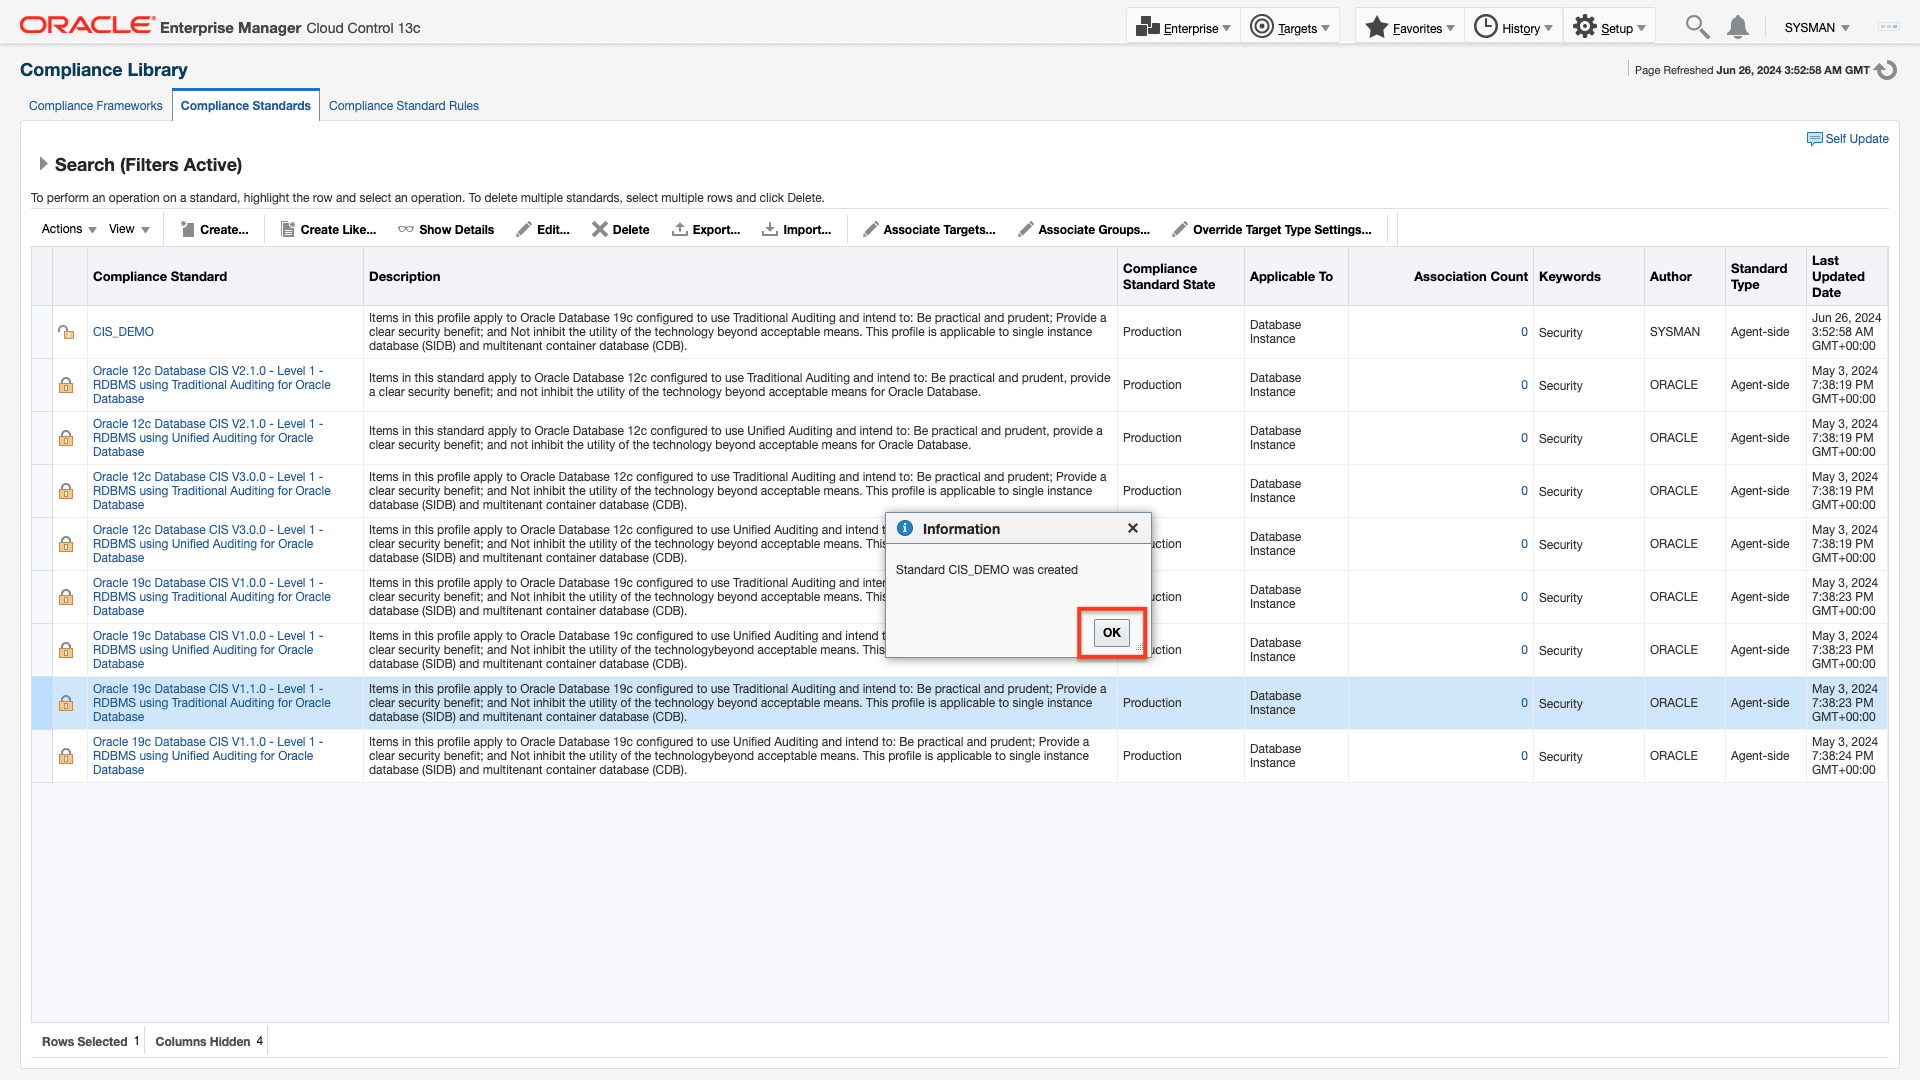 ORACLE Enterprise Manager Cloud Control 13c
Enterprise
Targets
Favorites
History
Setup
SYSMAN
Compliance Library
Page Refreshed Jun 26, 2024 3:52:58 AM GMT
Compliance Frameworks
Compliance Standards
Compliance Standard Rules
Self Update
Search (Filters Active)
To perform an operation on a standard, highlight the row and select an operation. To delete multiple standards, select multiple rows and click Delete.
Actions View Create... Create Like... Show Details Edit... Delete Export... Import... Associate Targets... Associate Groups... Override Target Type Settings...
Compliance Standard
Description
Compliance
Standard State
Applicable To
Association Count
Keywords
Author
Standard
Type
Last
Updated
Date
CIS_DEMO
Items in this profile apply to Oracle Database 19c configured to use Traditional Auditing and intend to: Be practical and prudent; Provide a
clear security benefit; and Not inhibit the utility of the technology beyond acceptable means. This profile is applicable to single instance
database (SIDB) and multitenant container database (CDB).
Production
Database
Instance
0
Security
SYSMAN
Agent-side
Jun 26, 2024
3:52:58 AM
GMT+00:00
Oracle 12c Database CIS V2.1.0 - Level 1 -
RDBMS using Traditional Auditing for Oracle
Database
Items in this standard apply to Oracle Database 12c configured to use Traditional Auditing and intend to: Be practical and prudent, provide
a clear security benefit; and not inhibit the utility of the technology beyond acceptable means for Oracle Database.
Production
Database
Instance
0
Security
ORACLE
Agent-side
May 3, 2024
7:38:19 PM
GMT+00:00
Oracle 12c Database CIS V2.1.0 - Level 1 -
RDBMS using Unified Auditing for Oracle
Database
Items in this standard apply to Oracle Database 12c configured to use Unified Auditing and intend to: Be practical and prudent, provide a
clear security benefit; and not inhibit the utility of the technology beyond acceptable means for Oracle Database.
Production
Database
Instance
0
Security
ORACLE
Agent-side
May 3, 2024
7:38:19 PM
GMT+00:00
Oracle 12c Database CIS V3.0.0 - Level 1 -
RDBMS using Traditional Auditing for Oracle
Database
Items in this profile apply to Oracle Database 12c configured to use Traditional Auditing and intend to: Be practical and prudent; Provide a
clear security benefit; and Not inhibit the utility of the technology beyond acceptable means. This profile is applicable to single instance
database (SIDB) and multitenant container database (CDB).
Production
Database
Instance
0
Security
ORACLE
Agent-side
May 3, 2024
7:38:19 PM
GMT+00:00
Oracle 12c Database CIS V3.0.0 - Level 1 -
RDBMS using Unified Auditing for Oracle
Database
Items in this profile apply to Oracle Database 12c configured to use Unified Auditing and intend
clear security benefit; and Not inhibit the utility of the technology beyond acceptable means. This
database (SIDB) and multitenant container database (CDB).
uction
Database
Instance
0
Security
ORACLE
Agent-side
May 3, 2024
7:38:19 PM
GMT+00:00
Oracle 19c Database CIS V1.0.0 - Level 1 -
RDBMS using Traditional Auditing for Oracle
Database
Items in this profile apply to Oracle Database 19c configured to use Traditional Auditing and
clear security benefit; and Not inhibit the utility of the technology beyond acceptable means. This
database (SIDB) and multitenant container database (CDB).
uction
Database
Instance
0
Security
ORACLE
Agent-side
May 3, 2024
7:38:23 PM
GMT+00:00
Oracle 19c Database CIS V1.0.0 - Level 1 -
RDBMS using Unified Auditing for Oracle
Database
Items in this profile apply to Oracle Database 19c configured to use Unified Auditing and intend
clear security benefit; and Not inhibit the utility of the technologybeyond acceptable means. This
database (SIDB) and multitenant container database (CDB).
uction
Database
Instance
0
Security
ORACLE
Agent-side
May 3, 2024
7:38:23 PM
GMT+00:00
Oracle 19c Database CIS V1.1.0 - Level 1 -
RDBMS using Traditional Auditing for Oracle
Database
Items in this profile apply to Oracle Database 19c configured to use Traditional Auditing and intend to: Be practical and prudent; Provide a
clear security benefit; and Not inhibit the utility of the technology beyond acceptable means. This profile is applicable to single instance
database (SIDB) and multitenant container database (CDB).
Production
Database
Instance
0
Security
ORACLE
Agent-side
May 3, 2024
7:38:23 PM
GMT+00:00
Oracle 19c Database CIS V1.1.0 - Level 1 -
RDBMS using Unified Auditing for Oracle
Database
Items in this profile apply to Oracle Database 19c configured to use Unified Auditing and intend to: Be practical and prudent; Provide a
clear security benefit; and Not inhibit the utility of the technologybeyond acceptable means. This profile is applicable to single instance
database (SIDB) and multitenant container database (CDB).
Production
Database
Instance
0
Security
ORACLE
Agent-side
May 3, 2024
7:38:24 PM
GMT+00:00
Information
Standard CIS_DEMO was created
OK
Rows Selected 1 Columns Hidden 4